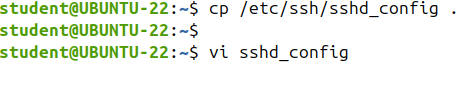 student@UBUNTU-22:~$ cp /etc/ssh/sshd_config .
student@UBUNTU-22:~$
student@UBUNTU-22:~$ vi sshd_config